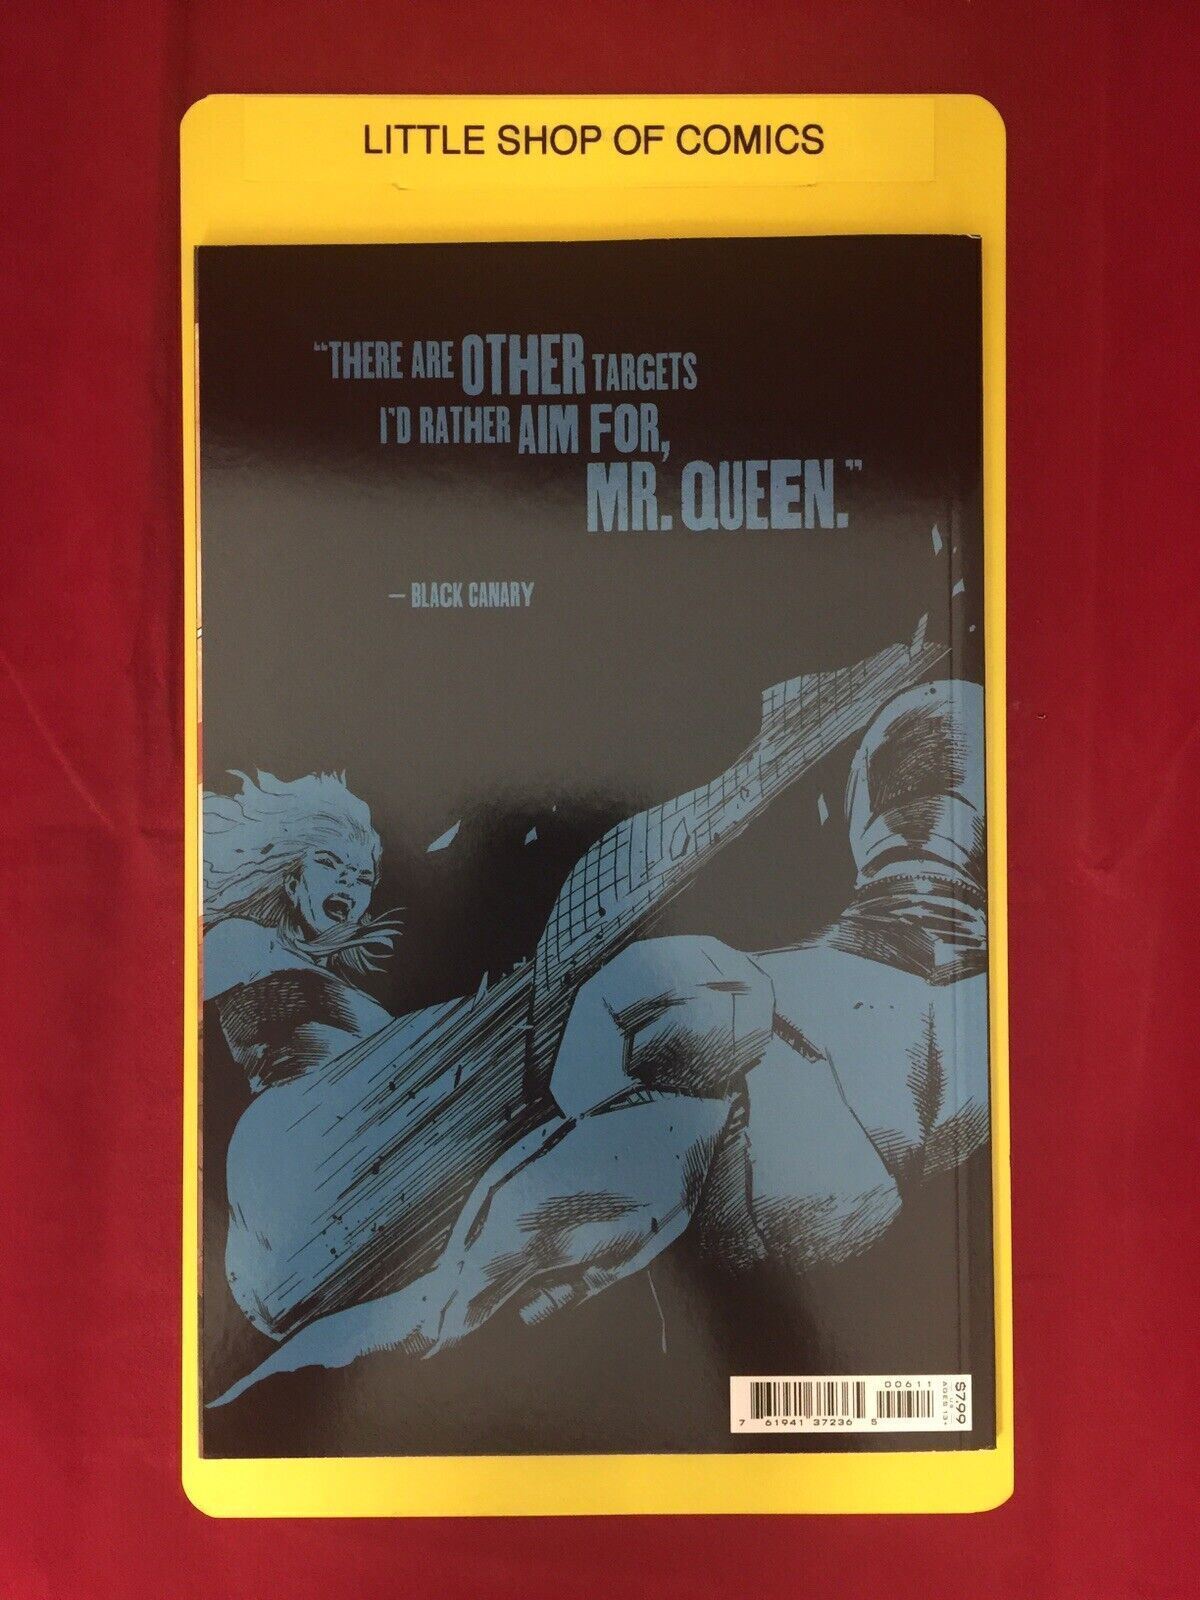 LITTLE SHOP OF COMICS
“THERE ARE OTHER TARGETS
I'D RATHER AIM FOR,
MR. QUEEN.”
— BLACK CANARY
00611
7 61941 37236 5
$7.99
U.S.
AGES 13+